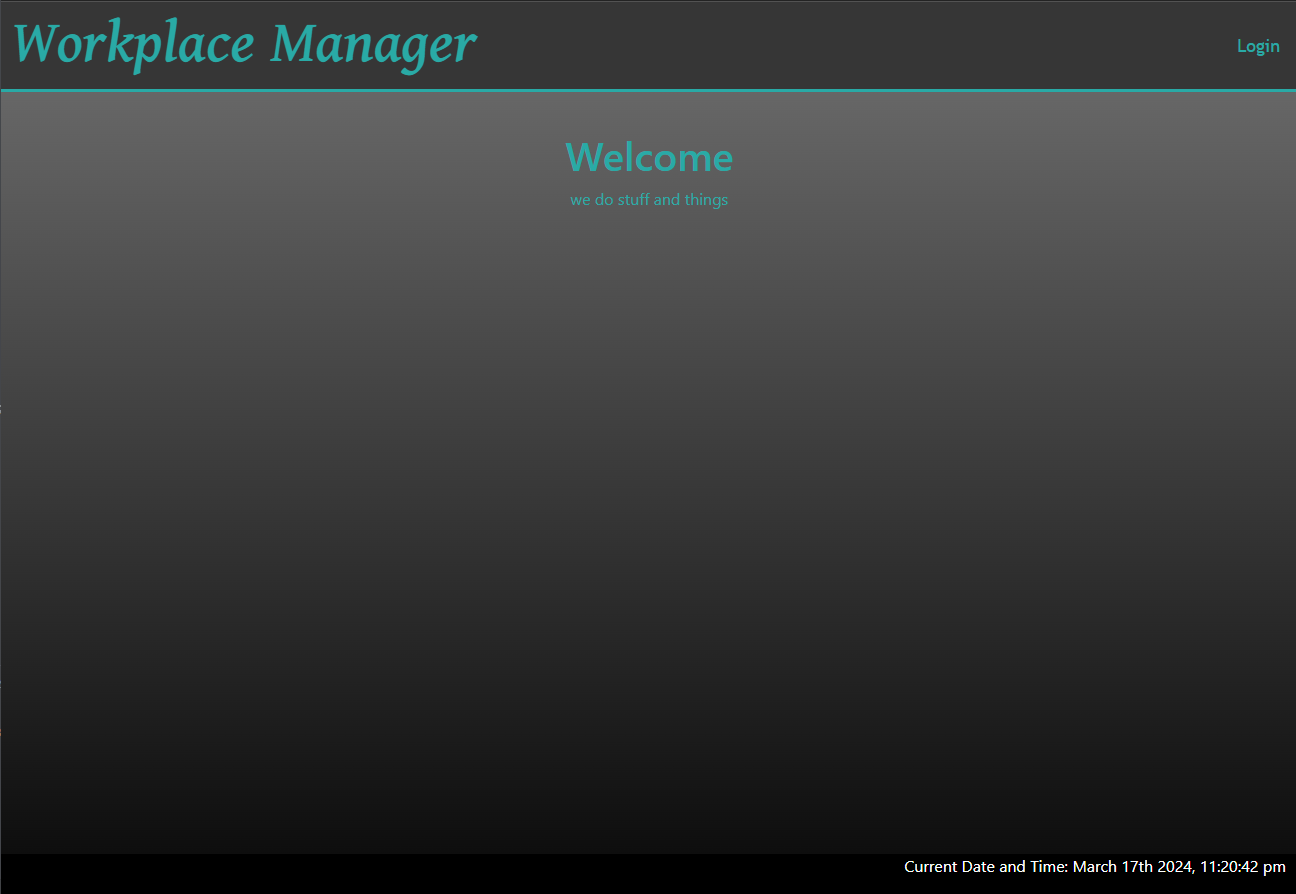 Workplace Manager
Login
Welcome
we do stuff and things
Current Date and Time: March 17th 2024, 11:20:42 pm